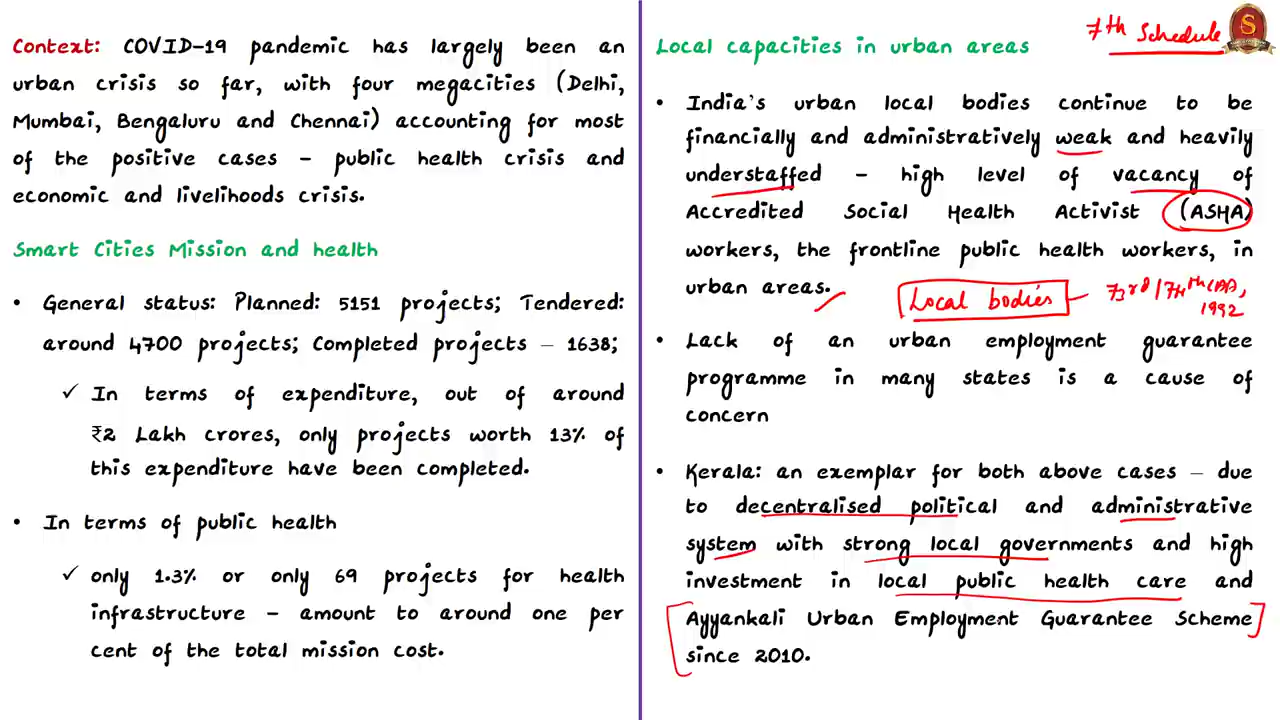 Context: COVID-19 pandemic has largely been an
urban crisis so far, with four megacities (Delhi,
Mumbai, Bengaluru and Chennai) accounting for most
of the positive cases – public health crisis and
economic and livelihoods crisis.
Smart Cities Mission and health
• General status: Planned: 5151 projects; Tendered:
around 4700 projects; Completed projects – 1638;
✓ In terms of expenditure, out of around
₹2 Lakh crores, only projects worth 13% of
this expenditure have been completed.
• In terms of public health
✓ only 1.3% or only 69 projects for health
infrastructure – amount to around one per
cent of the total mission cost.
7th Schedule
S
Local capacities in urban areas
• India's urban local bodies continue to be
financially and administratively weak and heavily
understaffed – high level of vacancy of
Accredited Social Health Activist (ASHA)
workers, the frontline public health workers, in
urban areas.
Local bodies – 73rd/74th CAA,
1992
• Lack of an urban employment guarantee
programme in many states is a cause of
concern
• Kerala: an exemplar for both above cases – due
to decentralised political and administrative
system with strong local governments and high
investment in local public health care and
Ayyankali Urban Employment Guarantee Scheme
since 2010.